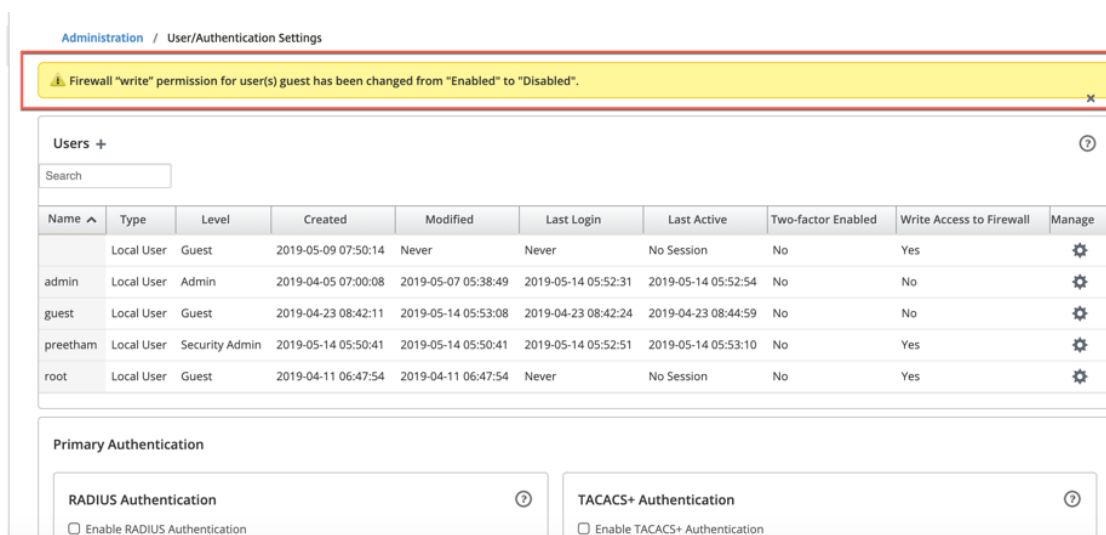 Administration / User/Authentication Settings
Firewall "write" permission for user(s) guest has been changed from "Enabled" to "Disabled".
×
Users +
?
Search
Name Type Level Created Modified Last Login Last Active Two-factor Enabled Write Access to Firewall Manage
Local User Guest 2019-05-09 07:50:14 Never Never No Session No Yes
admin Local User Admin 2019-04-05 07:00:08 2019-05-07 05:38:49 2019-05-14 05:52:31 2019-05-14 05:52:54 No No
guest Local User Guest 2019-04-23 08:42:11 2019-05-14 05:53:08 2019-04-23 08:42:24 2019-04-23 08:44:59 No No
preetham Local User Security Admin 2019-05-14 05:50:41 2019-05-14 05:50:41 2019-05-14 05:52:51 2019-05-14 05:53:10 No Yes
root Local User Guest 2019-04-11 06:47:54 2019-04-11 06:47:54 Never No Session No Yes
Primary Authentication
RADIUS Authentication ? TACACS+ Authentication ?
Enable RADIUS Authentication Enable TACACS+ Authentication